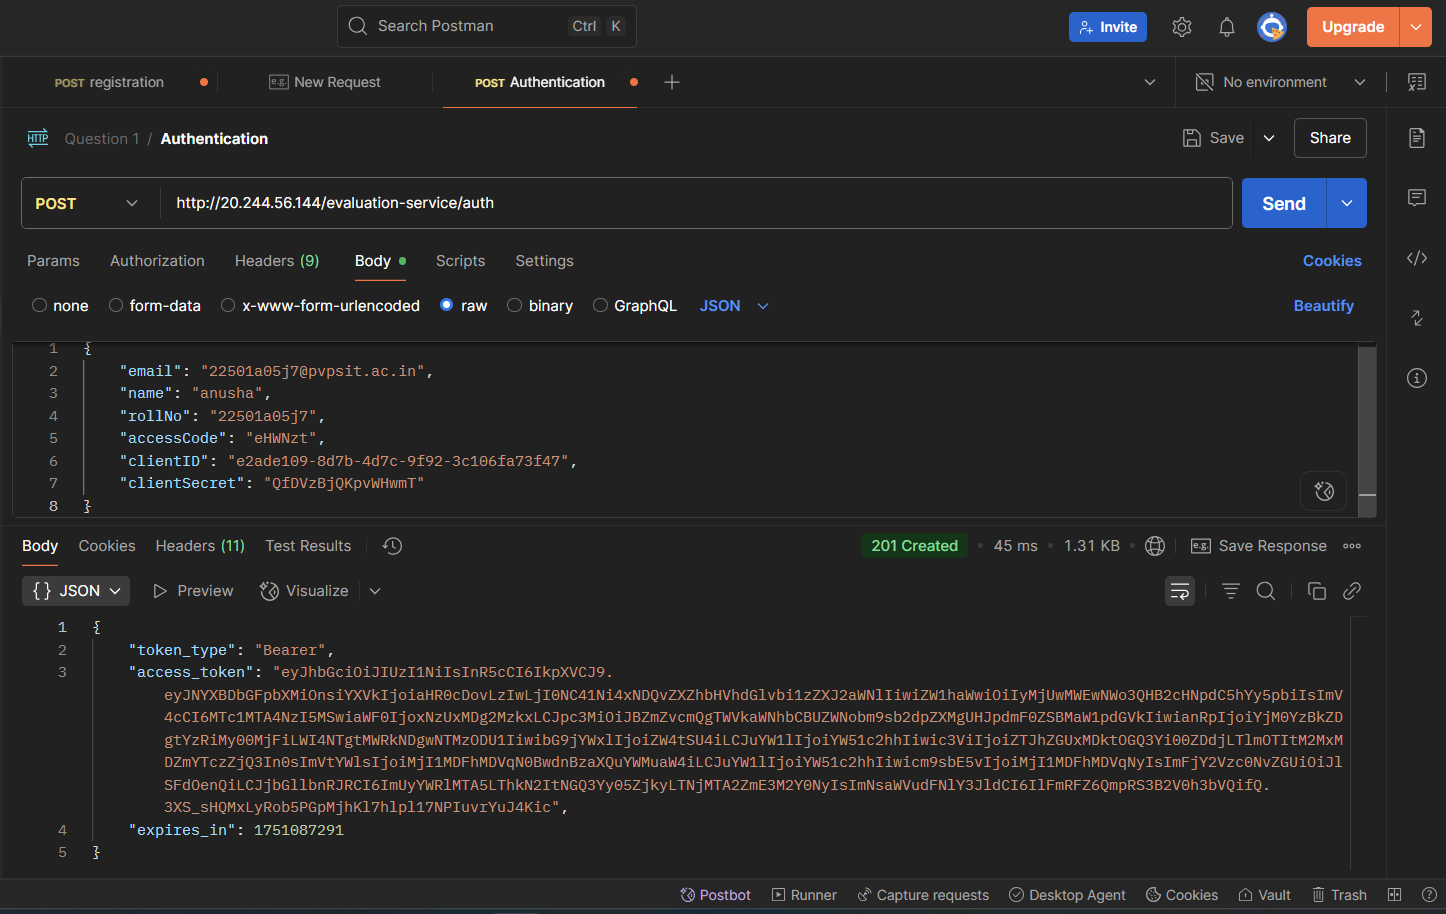 Search Postman Ctrl K Invite Upgrade
POST registration e.g. New Request POST Authentication No environment
HTTP Question 1 / Authentication Save Share
POST http://20.244.56.144/evaluation-service/auth Send
Params Authorization Headers (9) Body Scripts Settings Cookies
none form-data x-www-form-urlencoded raw binary GraphQL JSON Beautify
1 {
2 "email": "22501a05j7@pvpsit.ac.in",
3 "name": "anusha",
4 "rollNo": "22501a05j7",
5 "accessCode": "eHWNzt",
6 "clientID": "e2ade109-8d7b-4d7c-9f92-3c106fa73f47",
7 "clientSecret": "QfDVzBjQKpvWHwmT"
8 }
Body Cookies Headers (11) Test Results 201 Created 45 ms 1.31 KB e.g. Save Response
{} JSON Preview Visualize
1 {
2 "token_type": "Bearer",
3 "access_token": "eyJhbGciOiJIUzI1NiIsInR5cCI6IkpXVCJ9.
eyJNYXBDbGFpbXMiOnsiYXVkIjoiaHR0cDovLzIwLjI0NC41Ni4xNDQvZXZhbHVhdGlvbi1zZXJ2aWNlIiwiZW1haWwiOiIyMjUwMWEwNWo3QHB2cHNpdC5hYy5pbiIsImV
4cCI6MTc1MTA4NzI5MSwiaWF0IjoxNzUxMDg2MzkxLCJpc3MiOiJBZmZvcmQgTWVkaWNhbCBUZWNobm9sb2dpZXMgUHJpdmF0ZSBMaW1pdGVkIiwianRpIjoiYjM0YzBkZD
gtYzRiMy00MjFiLWI4NTgtMWRkNDgwNTMzODU1IiwibG9jYWxlIjoiZW4tSU4iLCJuYW1lIjoiYW51c2hhIiwic3ViIjoiZTJhZGUxMDktOGQ3Yi00ZDdjLTlmOTItM2MxM
DZmYTczZjQ3In0sImVtYWlsIjoiMjI1MDFhMDVqN0BwdnBzaXQuYWMuaW4iLCJuYW1lIjoiYW51c2hhIiwicm9sbE5vIjoiMjI1MDFhMDVqNyIsImFjY2Vzc0NvZGUiOiJl
SFdOenQiLCJjbGllbnRJRCI6ImUyYWRlMTA5LThkN2ItNGQ3Yy05ZjkyLTNjMTA2ZmE3M2Y0NyIsImNsaWVudFNlY3JldCI6IlFmRFZ6QmpRS3B2V0h3bVQifQ.
3XS_sHQMxLyRob5PGpMjhKl7hlpl17NPIuvrYuJ4Kic",
4 "expires_in": 1751087291
5 }
Postbot Runner Capture requests Desktop Agent Cookies Vault Trash